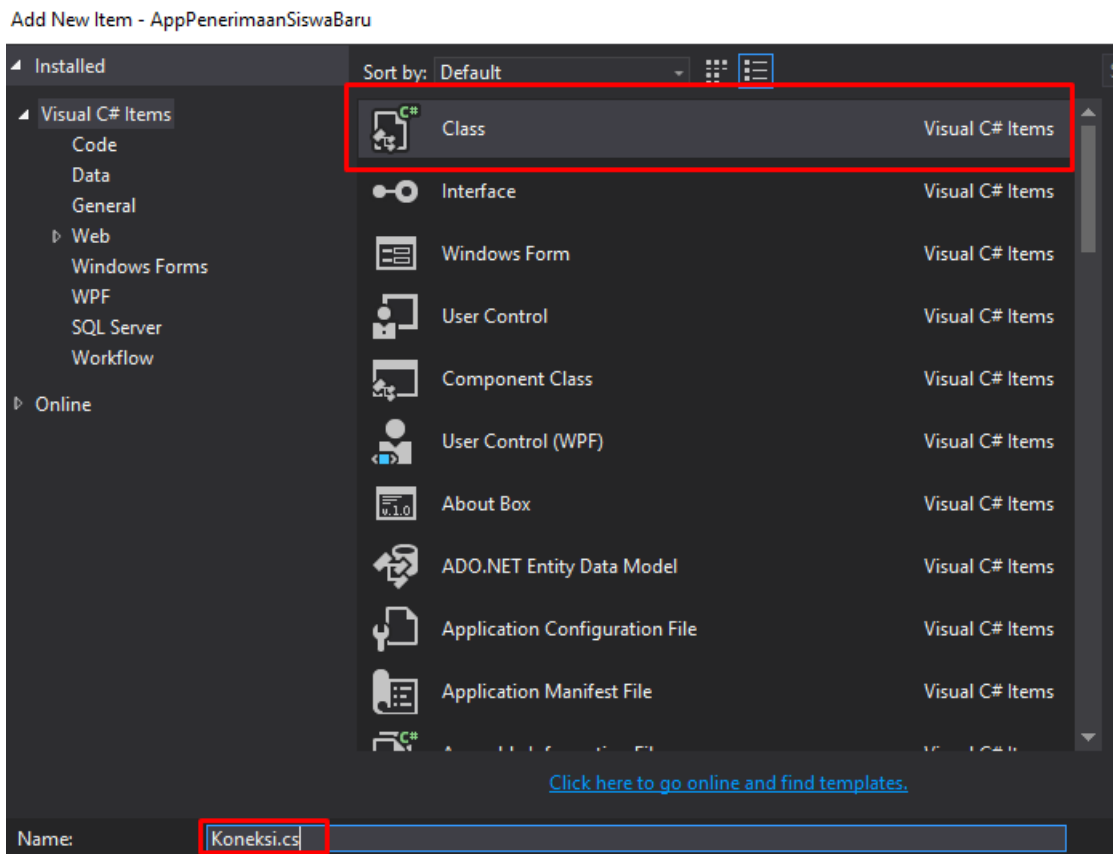 Add New Item - AppPenerimaanSiswaBaru
Installed
Sort by: Default
Visual C# Items
Code
Data
General
Web
Windows Forms
WPF
SQL Server
Workflow
Online
Class Visual C# Items
Interface Visual C# Items
Windows Form Visual C# Items
User Control Visual C# Items
Component Class Visual C# Items
User Control (WPF) Visual C# Items
About Box Visual C# Items
ADO.NET Entity Data Model Visual C# Items
Application Configuration File Visual C# Items
Application Manifest File Visual C# Items
Click here to go online and find templates.
Name: Koneksi.cs